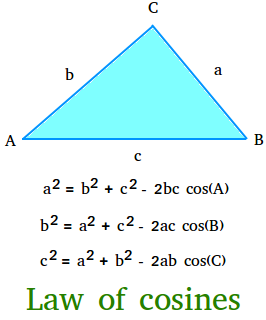 C
b
a
A
B
c
a² = b² + c² - 2bc cos(A)
b² = a² + c² - 2ac cos(B)
c² = a² + b² - 2ab cos(C)
Law of cosines